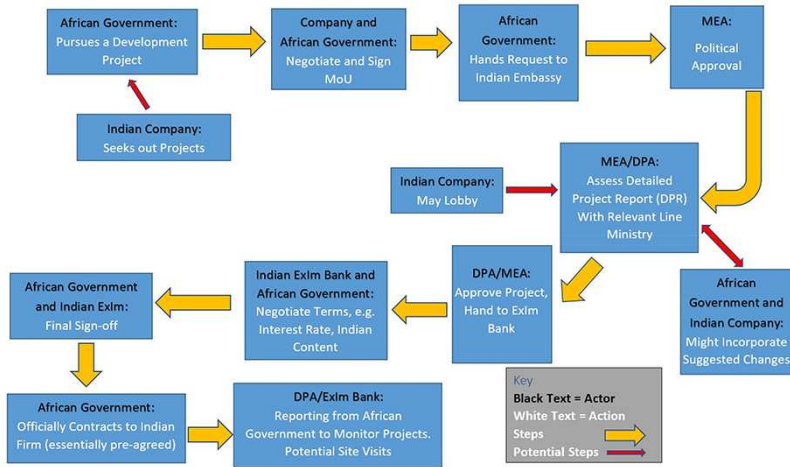 African Government:
Pursues a Development
Project
Company and
African Government:
Negotiate and Sign
MoU
African
Government:
Hands Request to
Indian Embassy
MEA:
Political
Approval
Indian Company:
Seeks out Projects
Indian Company:
May Lobby
MEA/DPA:
Assess Detailed
Project Report (DPR)
With Relevant Line
Ministry
African
Government and
Indian Company:
Might Incorporate
Suggested Changes
DPA/MEA:
Approve Project,
Hand to ExIm
Bank
Indian ExIm Bank and
African Government:
Negotiate Terms, e.g.
Interest Rate, Indian
Content
African Government
and Indian ExIm:
Final Sign-off
African Government:
Officially Contracts to Indian
Firm (essentially pre-agreed)
DPA/ExIm Bank:
Reporting from African
Government to Monitor Projects.
Potential Site Visits
Key
Black Text = Actor
White Text = Action
Steps
Potential Steps